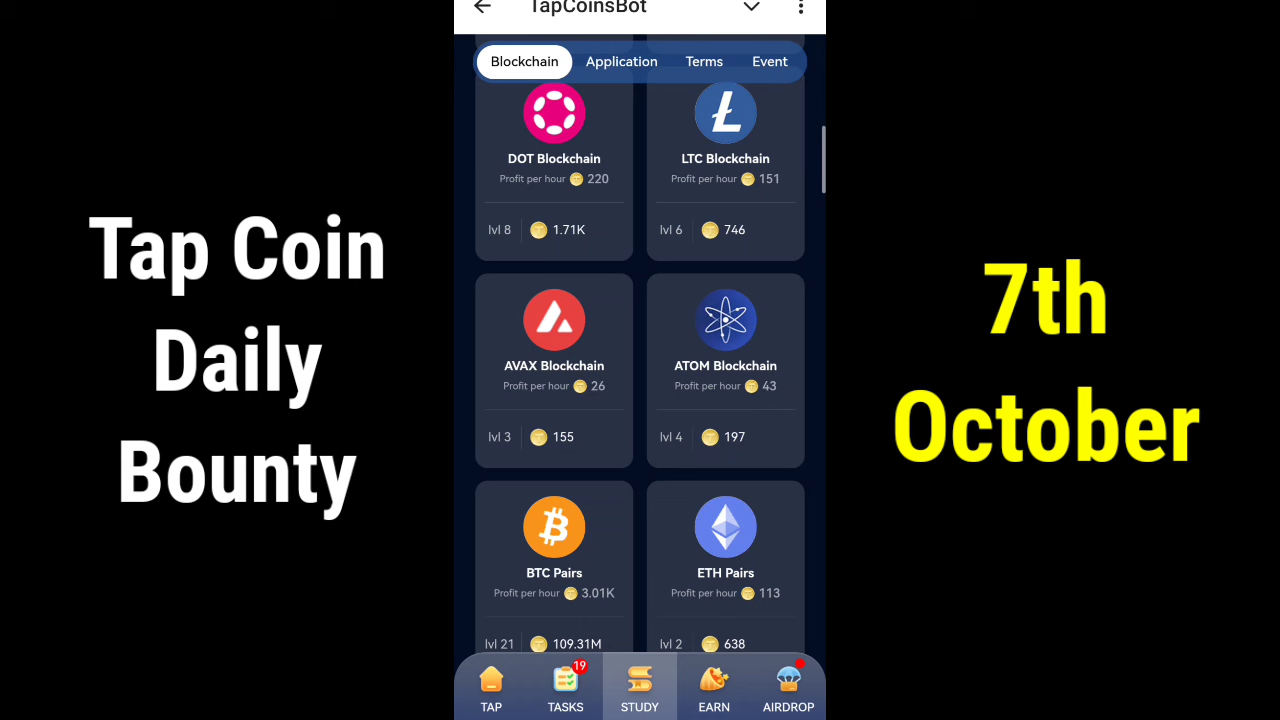 TapCoinsBot
Blockchain Application Terms Event
Tap Coin
Daily
Bounty
DOT Blockchain
Profit per hour 220
lvl 8 1.71K
LTC Blockchain
Profit per hour 151
lvl 6 746
AVAX Blockchain
Profit per hour 26
lvl 3 155
ATOM Blockchain
Profit per hour 43
lvl 4 197
BTC Pairs
Profit per hour 3.01K
lvl 21 109.31M
ETH Pairs
Profit per hour 113
lvl 2 638
19
TAP TASKS STUDY EARN AIRDROP
7th
October